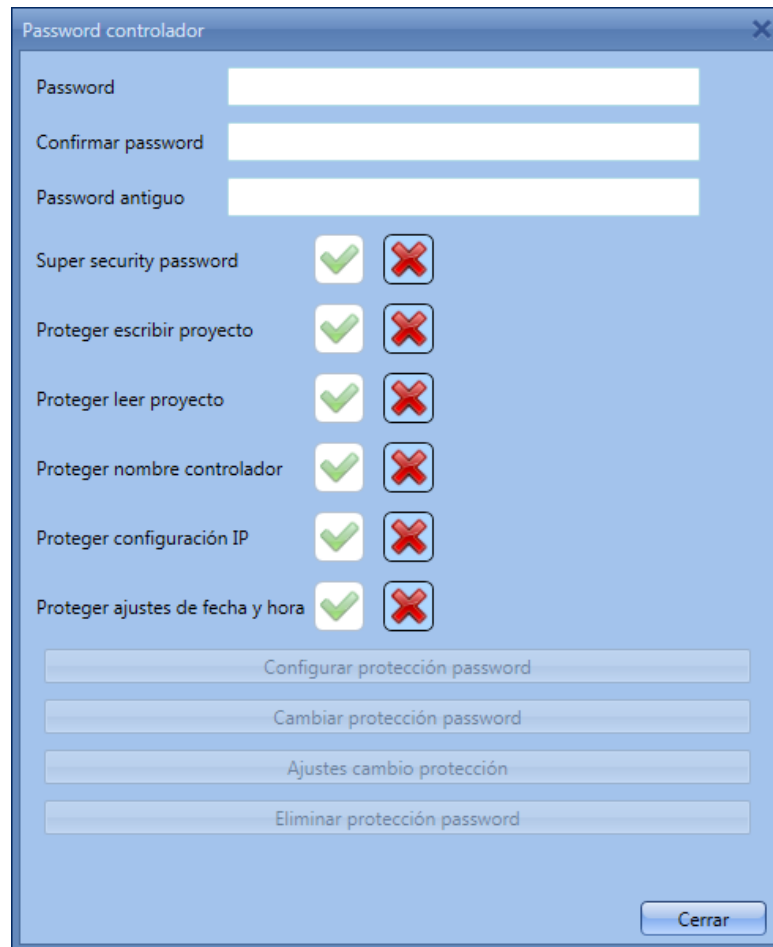 Password controlador
Password
Confirmar password
Password antiguo
Super security password
Proteger escribir proyecto
Proteger leer proyecto
Proteger nombre controlador
Proteger configuración IP
Proteger ajustes de fecha y hora
Configurar protección password
Cambiar protección password
Ajustes cambio protección
Eliminar protección password
Cerrar